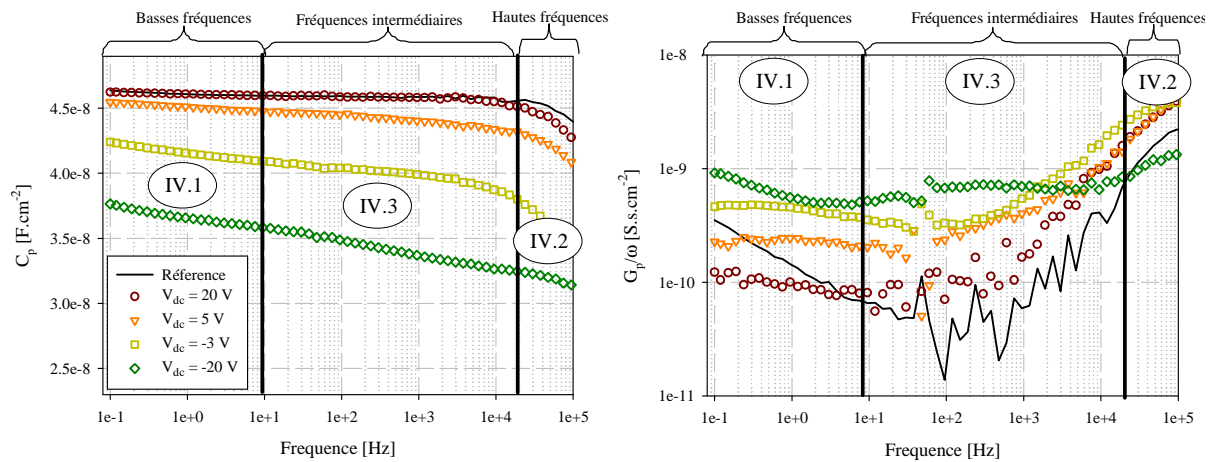 Basses fréquences
Fréquences intermédiaires
Hautes fréquences
C_p [F.cm⁻²]
4.5e-8
4.0e-8
3.5e-8
3.0e-8
2.5e-8
IV.1
IV.3
IV.2
Référence
V_dc = 20 V
V_dc = 5 V
V_dc = -3 V
V_dc = -20 V
1e-1
1e+0
1e+1
1e+2
1e+3
1e+4
1e+5
Frequence [Hz]
Basses fréquences
Fréquences intermédiaires
Hautes fréquences
G_p/ω [S.s.cm⁻²]
1e-8
1e-9
1e-10
1e-11
IV.1
IV.3
IV.2
1e-1
1e+0
1e+1
1e+2
1e+3
1e+4
1e+5
Frequence [Hz]